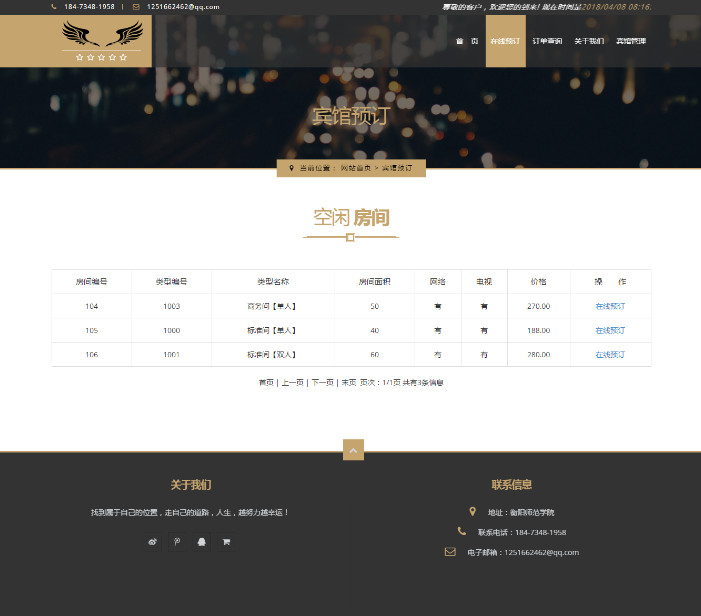 184-7348-1958 | 1251662462@qq.com
尊敬的客户，欢迎您的到来! 现在时间是2018/04/08 08:16.
首 页 在线预订 订单查询 关于我们 宾馆管理
宾馆预订
当前位置： 网站首页 > 宾馆预订
空闲 房间
房间编号 类型编号 类型名称 房间面积 网络 电视 价格 操 作
104 1003 商务间【单人】 50 有 有 270.00 在线预订
105 1000 标准间【单人】 40 有 有 188.00 在线预订
106 1001 标准间【双人】 60 有 有 280.00 在线预订
首页 | 上一页 | 下一页 | 末页 页次：1/1页 共有3条信息
关于我们
找到属于自己的位置，走自己的道路，人生，越努力越幸运！
联系信息
地址：衡阳师范学院
联系电话：184-7348-1958
电子邮箱：1251662462@qq.com